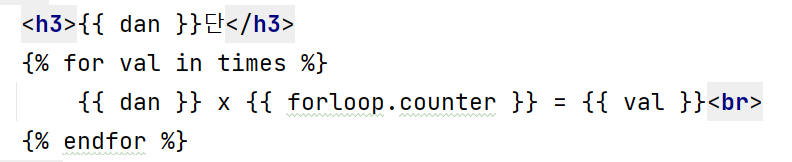 <h3>{{ dan }}단</h3>
{% for val in times %}
{{ dan }} x {{ forloop.counter }} = {{ val }}<br>
{% endfor %}